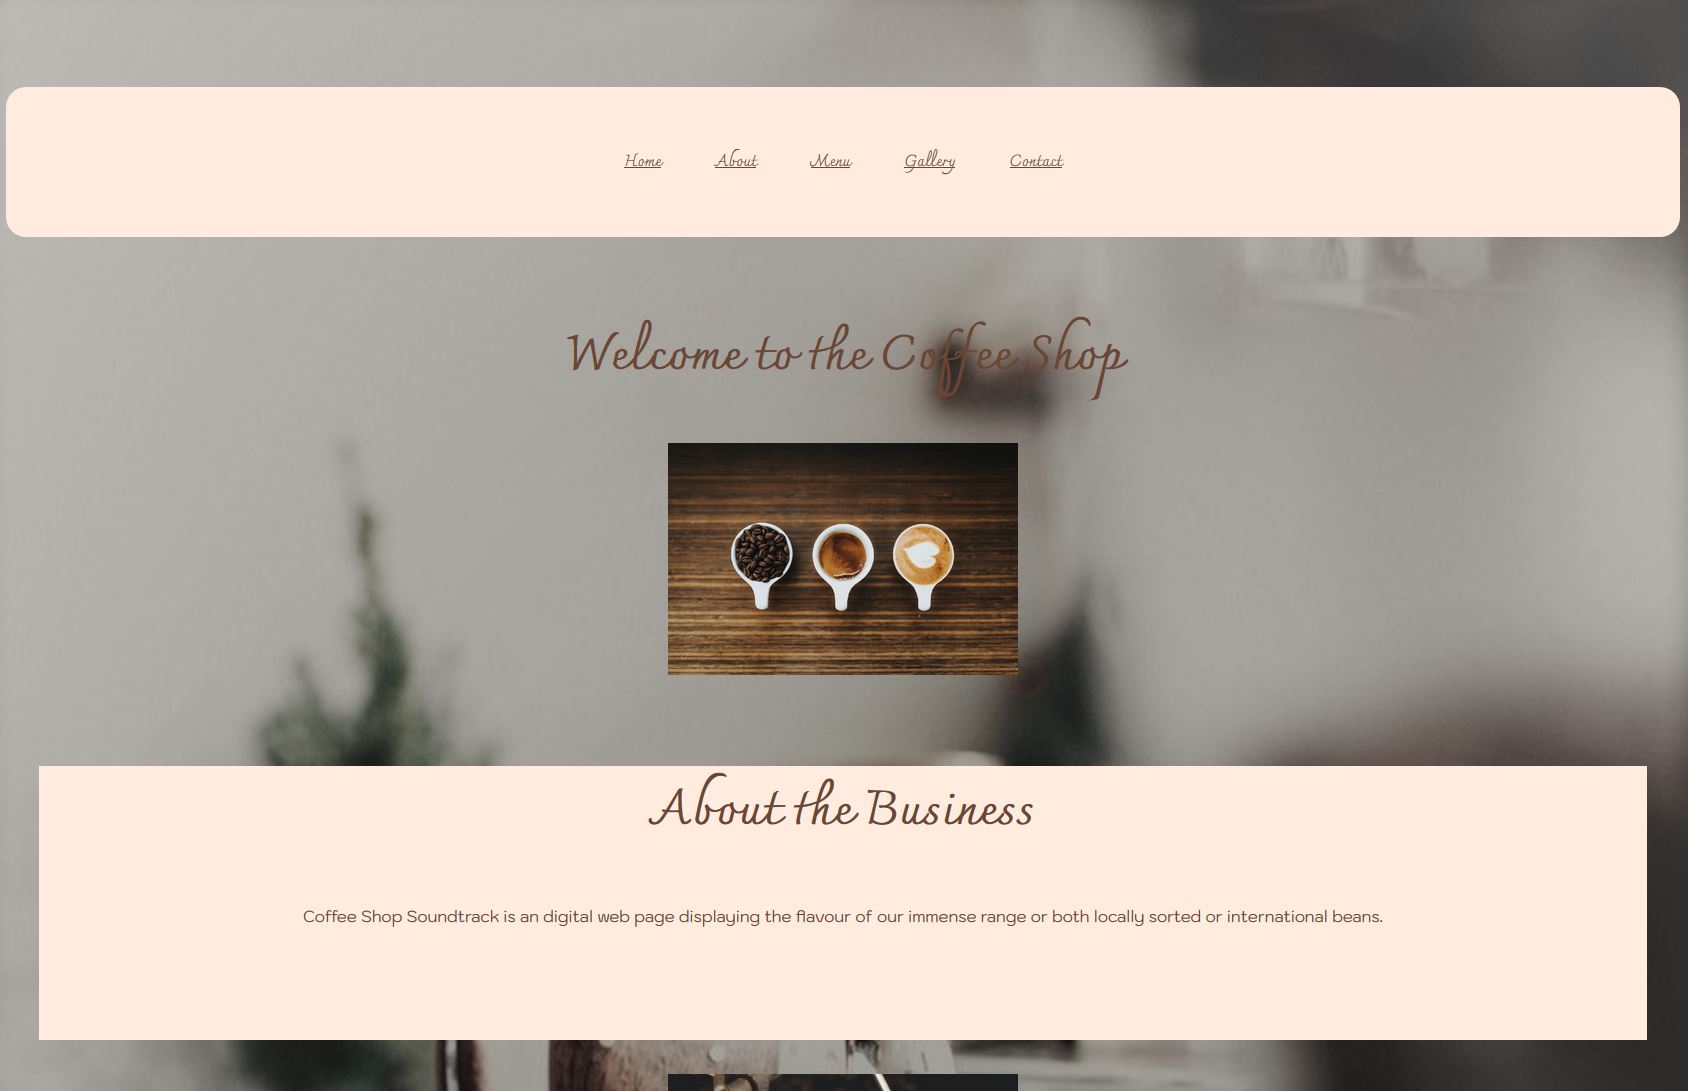 Home About Menu Gallery Contact
Welcome to the Coffee Shop
About the Business
Coffee Shop Soundtrack is an digital web page displaying the flavour of our immense range or both locally sorted or international beans.